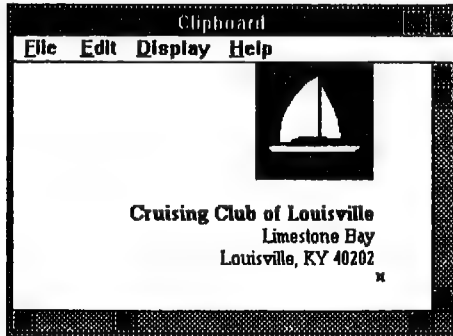 Clipboard
File Edit Display Help
Cruising Club of Louisville
Limestone Bay
Louisville, KY 40202
¤